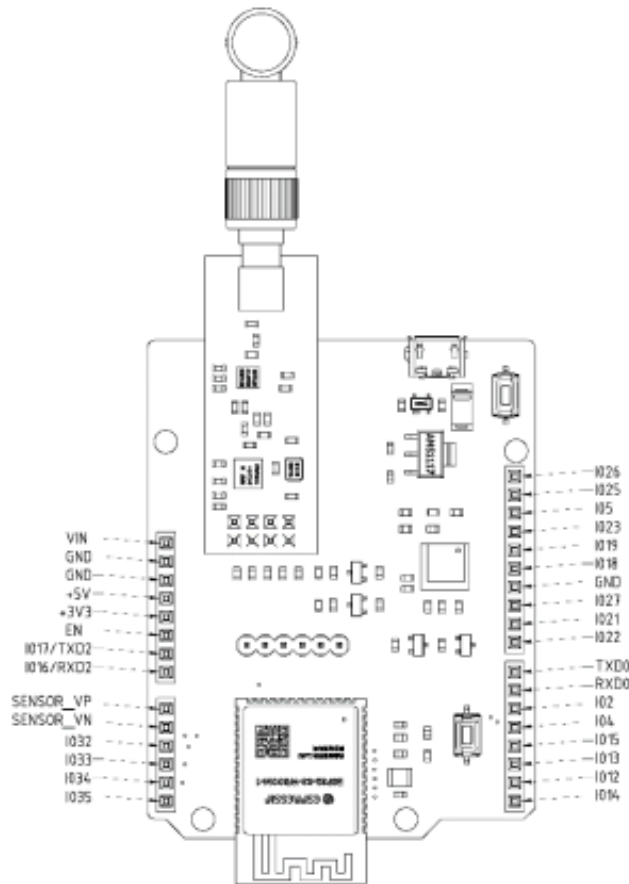 VIN
GND
GND
+5V
+3V3
EN
IO17/TXD2
IO16/RXD2
SENSOR_VP
SENSOR_VN
IO32
IO33
IO34
IO35
AMS1117
ESPRESSIF
IO26
IO25
IO5
IO23
IO19
IO18
GND
IO27
IO21
IO22
TXD0
RXD0
IO2
IO4
IO15
IO13
IO12
IO14